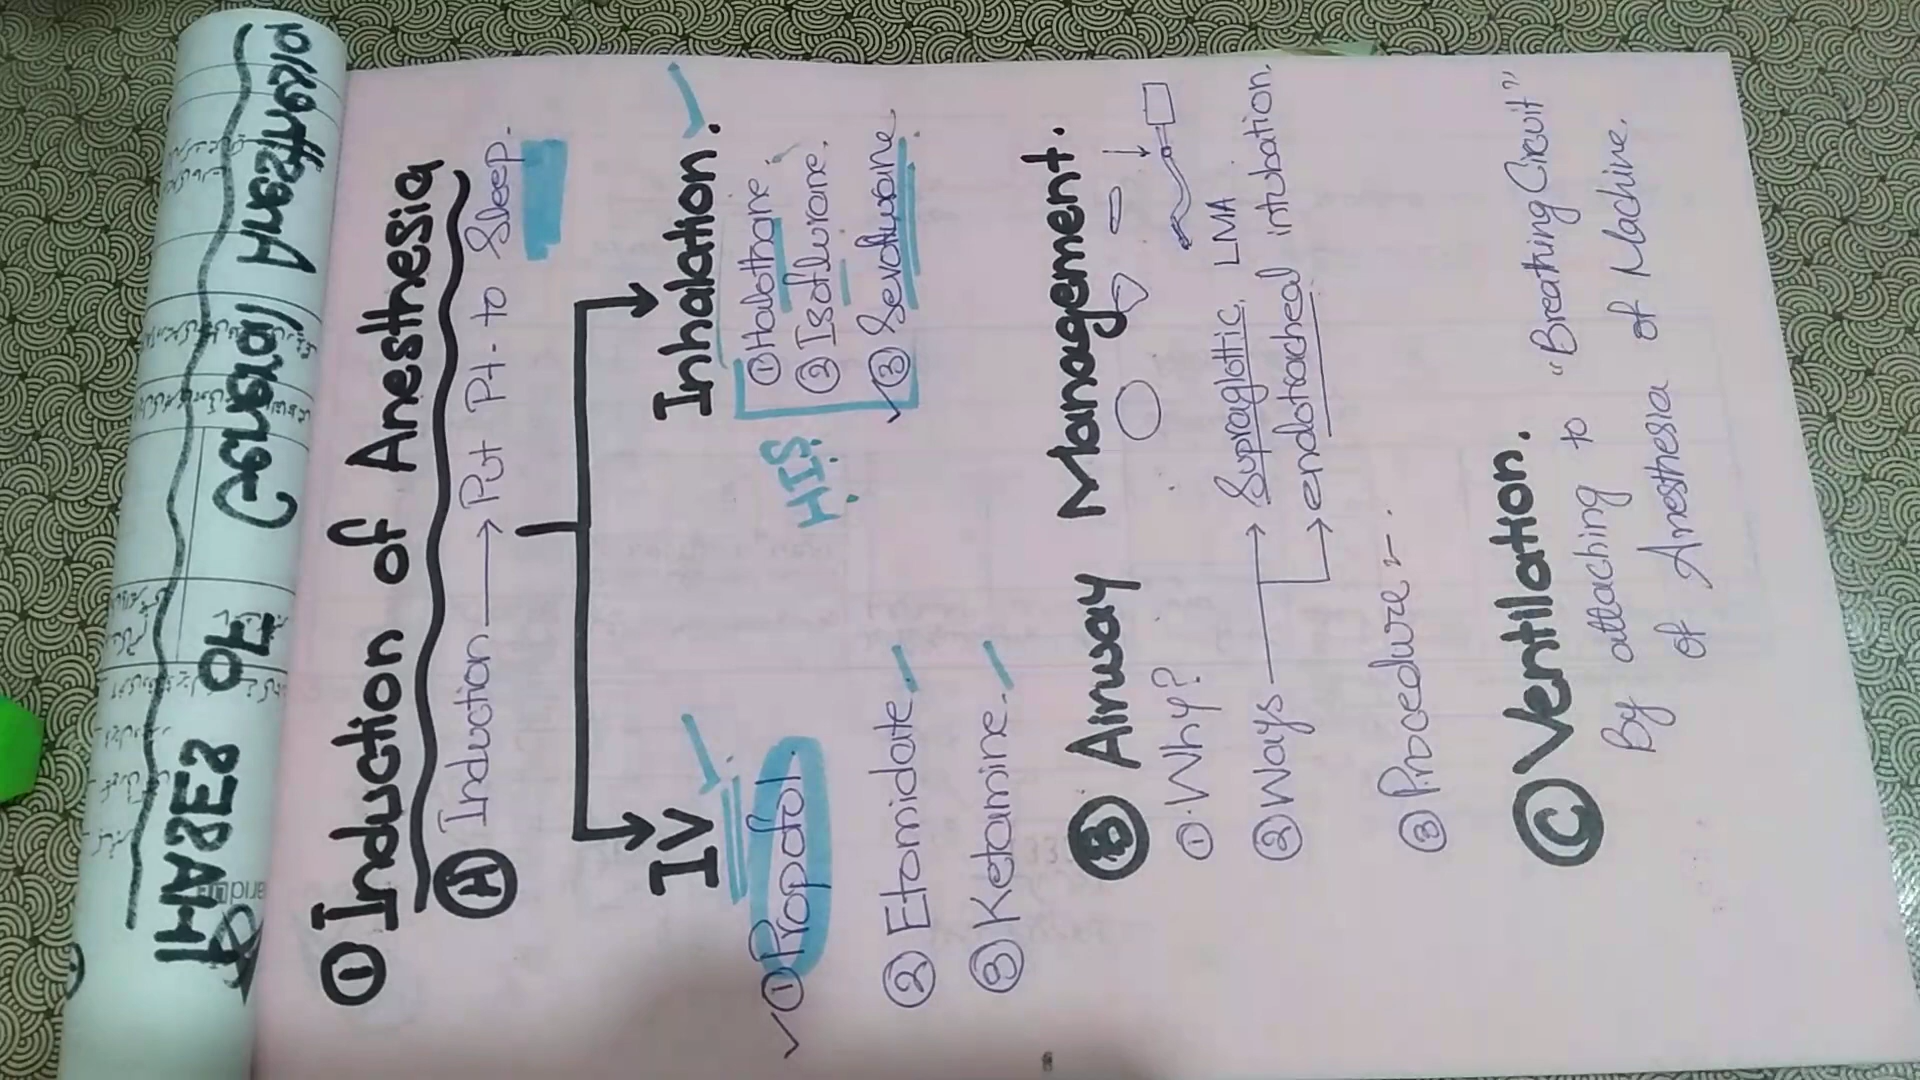 PHASES OF General Anaesthesia
① Induction of Anesthesia
Ⓐ Induction → Put Pt. to Sleep.
IV
① Propofol
② Etomidate
③ Ketamine
Inhalation.
HIS
① Halothane
② Isoflurane
③ Sevoflurane
Ⓑ Airway Management.
① Why?
② Ways → Supraglottic LMA
→ endotracheal intubation.
③ Procedure :-
Ⓒ Ventillation.
By attaching to "Breathing Circuit"
of Anesthesia of Machine.